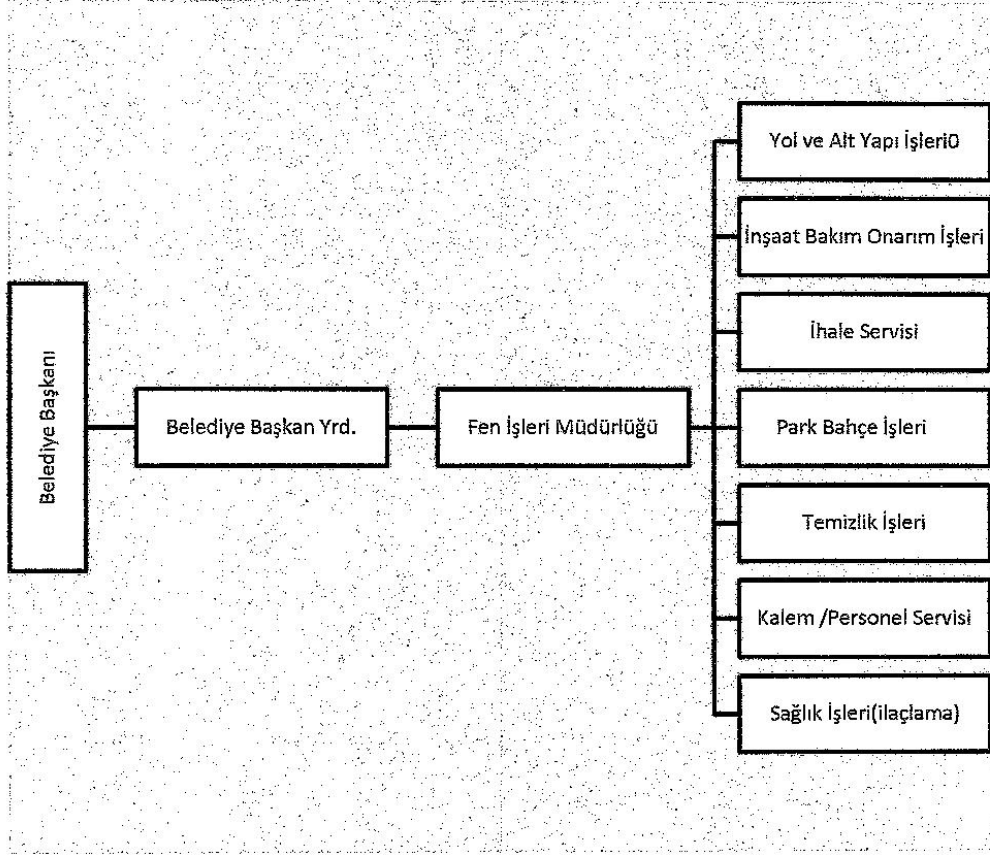 Belediye Başkanı
Belediye Başkan Yrd.
Fen İşleri Müdürlüğü
Yol ve Alt Yapı İşleri0
İnşaat Bakım Onarım İşleri
İhale Servisi
Park Bahçe İşleri
Temizlik İşleri
Kalem /Personel Servisi
Sağlık İşleri(ilaçlama)